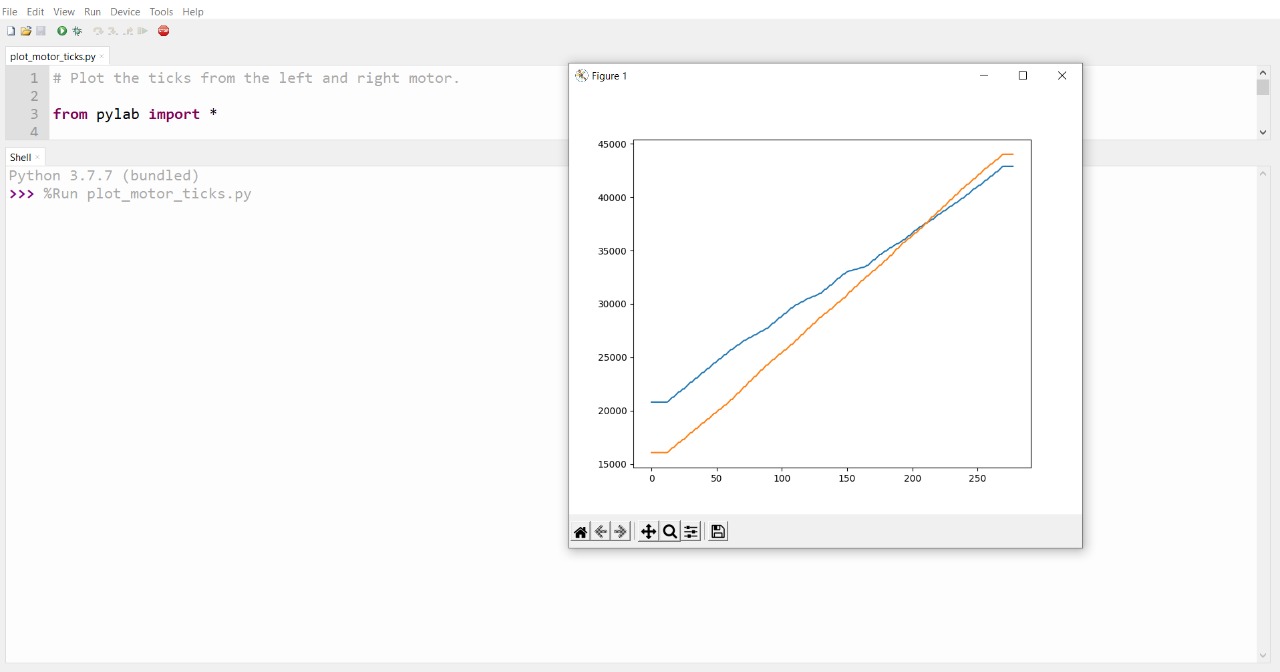 File Edit View Run Device Tools Help
plot_motor_ticks.py ×
1 # Plot the ticks from the left and right motor.
2
3 from pylab import *
4
Shell ×
Python 3.7.7 (bundled)
>>> %Run plot_motor_ticks.py
Figure 1
45000
40000
35000
30000
25000
20000
15000
0 50 100 150 200 250